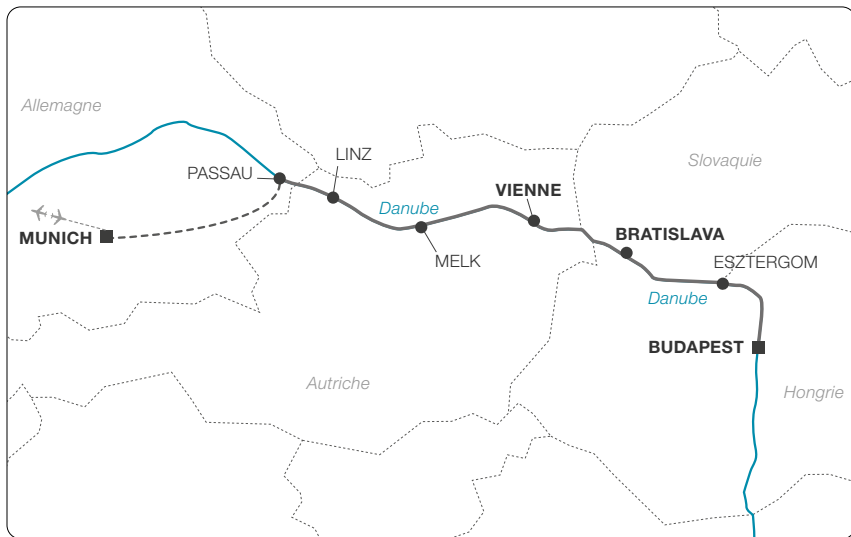 Allemagne
LINZ
Slovaquie
PASSAU
VIENNE
Danube
MUNICH
BRATISLAVA
MELK
ESZTERGOM
Danube
BUDAPEST
Autriche
Hongrie